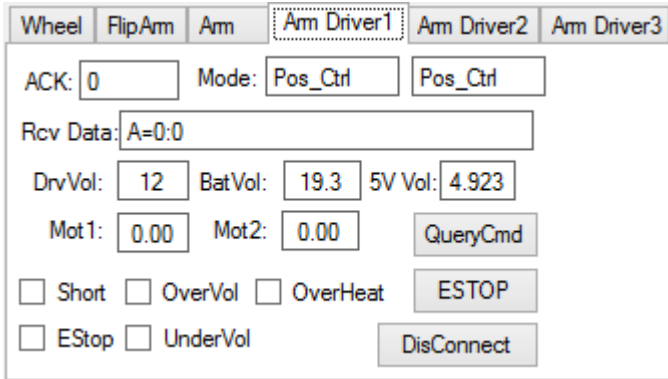 Wheel FlipArm Arm Arm Driver1 Arm Driver2 Arm Driver3
ACK: 0 Mode: Pos_Ctrl Pos_Ctrl
Rcv Data: A=0:0
DrvVol: 12 BatVol: 19.3 5V Vol: 4.923
Mot1: 0.00 Mot2: 0.00 QueryCmd
Short OverVol OverHeat ESTOP
EStop UnderVol DisConnect